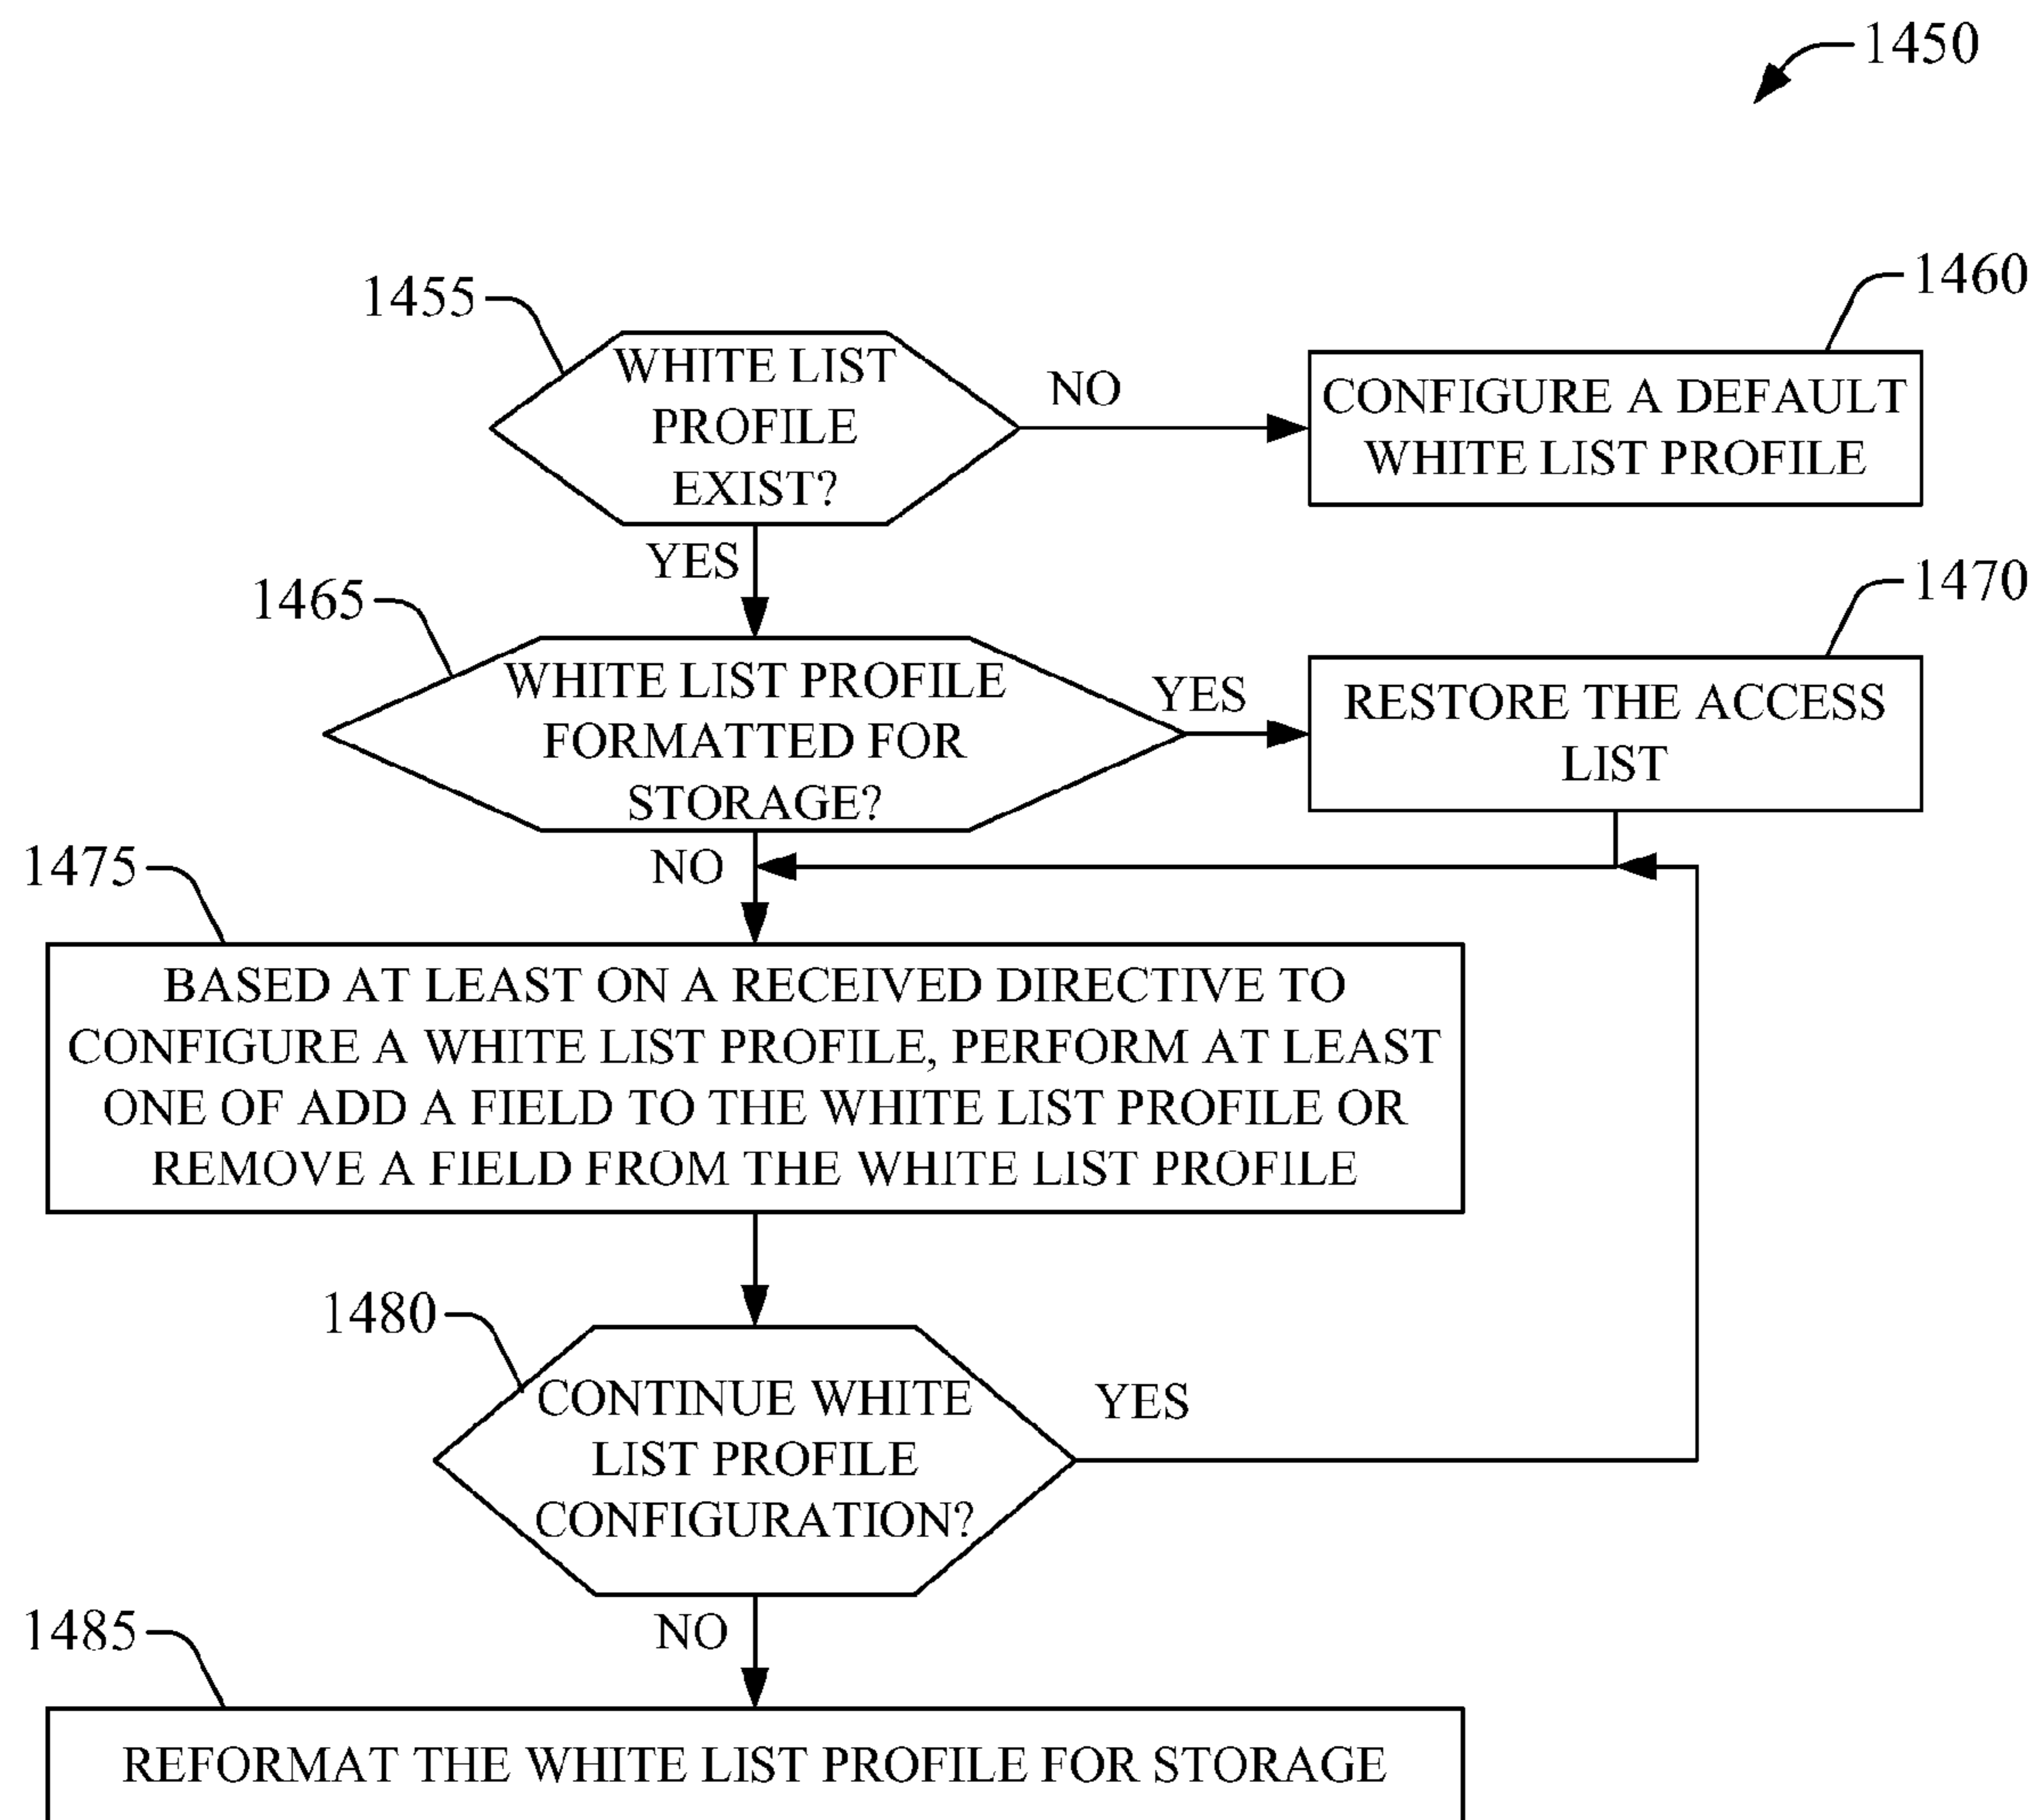 1450
1455
WHITE LIST
PROFILE
EXIST?
NO
1460
CONFIGURE A DEFAULT
WHITE LIST PROFILE
YES
1465
WHITE LIST PROFILE
FORMATTED FOR
STORAGE?
YES
1470
RESTORE THE ACCESS
LIST
NO
1475
BASED AT LEAST ON A RECEIVED DIRECTIVE TO
CONFIGURE A WHITE LIST PROFILE, PERFORM AT LEAST
ONE OF ADD A FIELD TO THE WHITE LIST PROFILE OR
REMOVE A FIELD FROM THE WHITE LIST PROFILE
1480
CONTINUE WHITE
LIST PROFILE
CONFIGURATION?
YES
NO
1485
REFORMAT THE WHITE LIST PROFILE FOR STORAGE